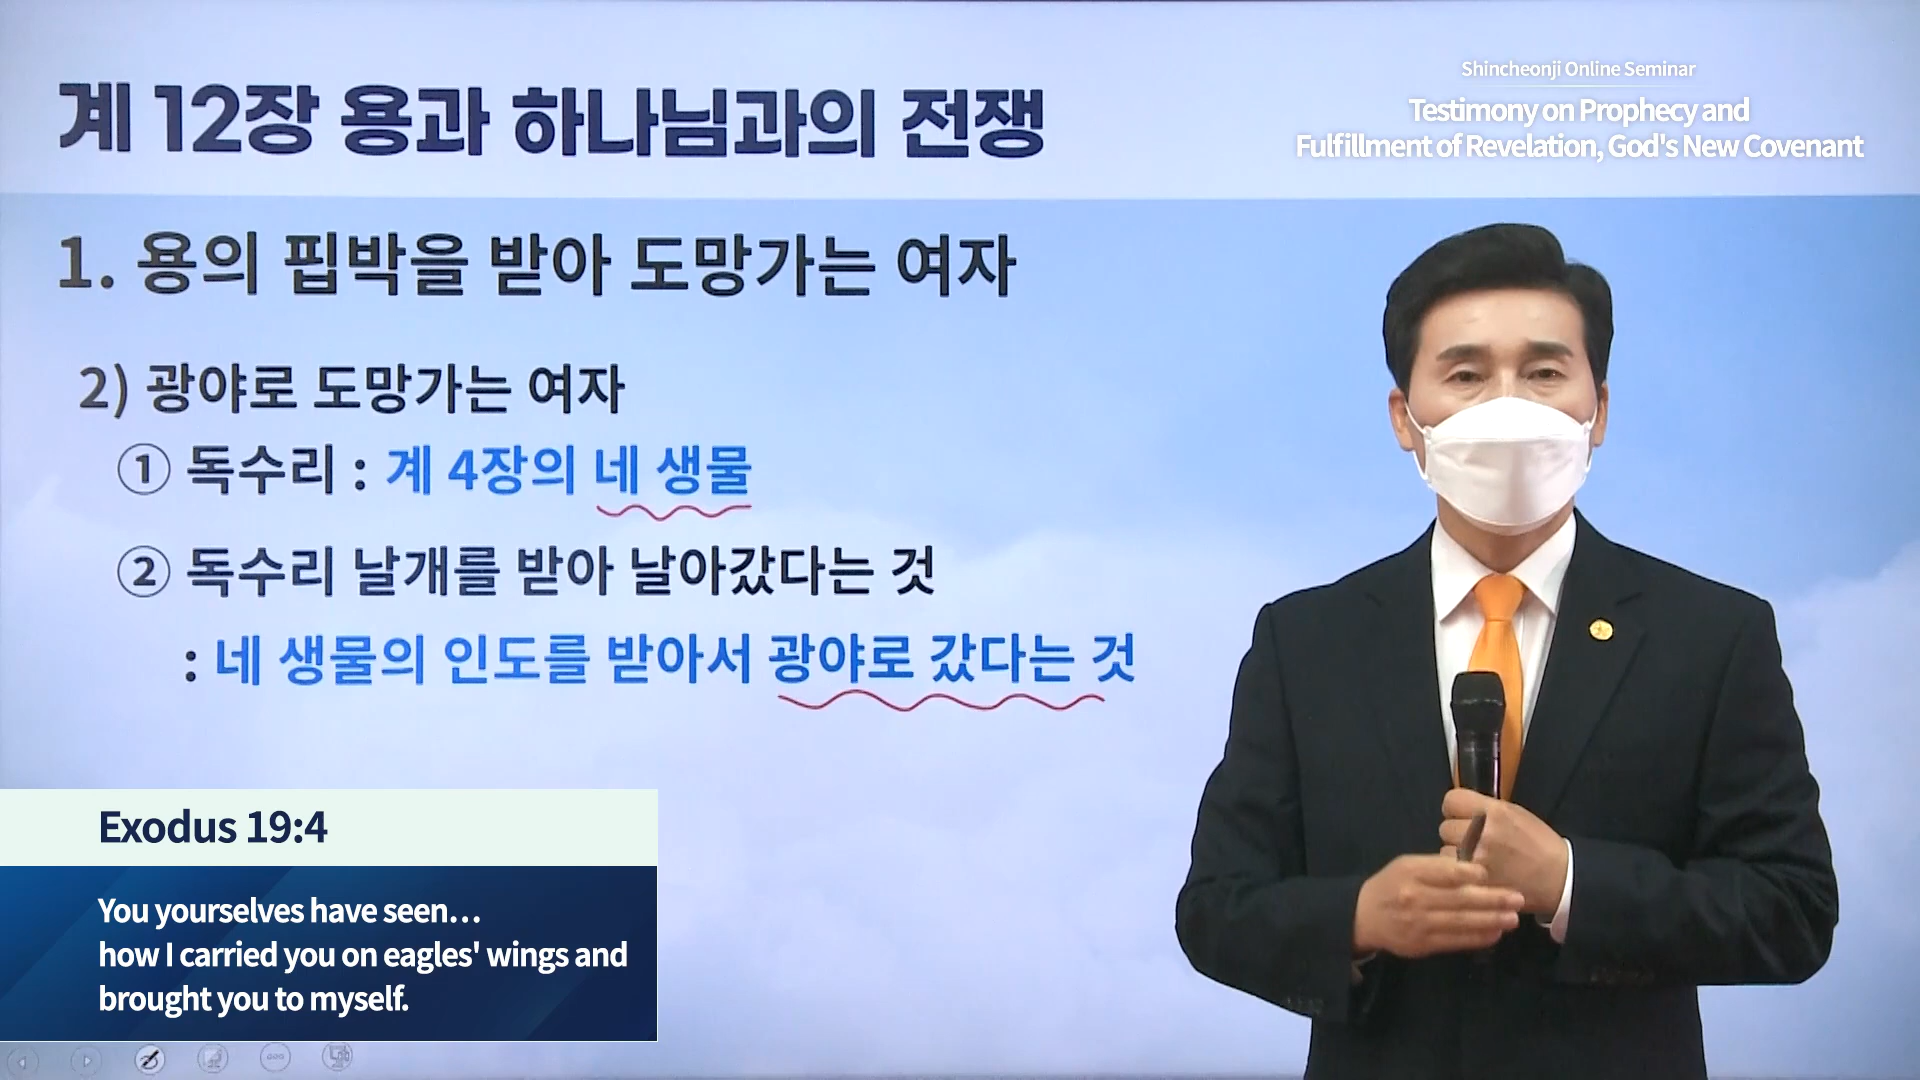 계 12장 용과 하나님과의 전쟁
Shincheonji Online Seminar
Testimony on Prophecy and
Fulfillment of Revelation, God's New Covenant
1. 용의 핍박을 받아 도망가는 여자
2) 광야로 도망가는 여자
① 독수리 : 계 4장의 네 생물
② 독수리 날개를 받아 날아갔다는 것
: 네 생물의 인도를 받아서 광야로 갔다는 것
Exodus 19:4
You yourselves have seen…
how I carried you on eagles' wings and
brought you to myself.